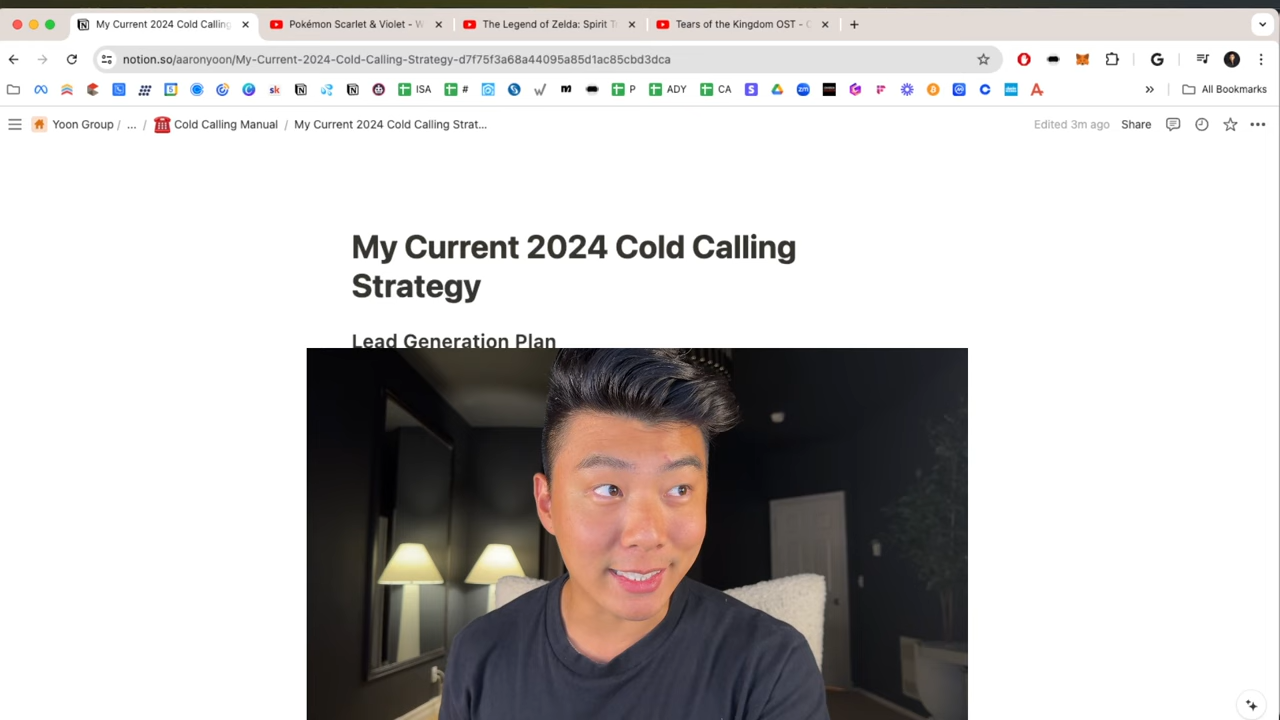 My Current 2024 Cold Calling
Pokémon Scarlet & Violet -
The Legend of Zelda: Spirit
Tears of the Kingdom OST -
notion.so/aaronyoon/My-Current-2024-Cold-Calling-Strategy-d7f75f3a68a44095a85d1ac85cbd3dca
sk
ISA
#
P
ADY
CA
zm
All Bookmarks
Yoon Group / ... / Cold Calling Manual / My Current 2024 Cold Calling Strat...
Edited 3m ago
Share
My Current 2024 Cold Calling
Strategy
Lead Generation Plan